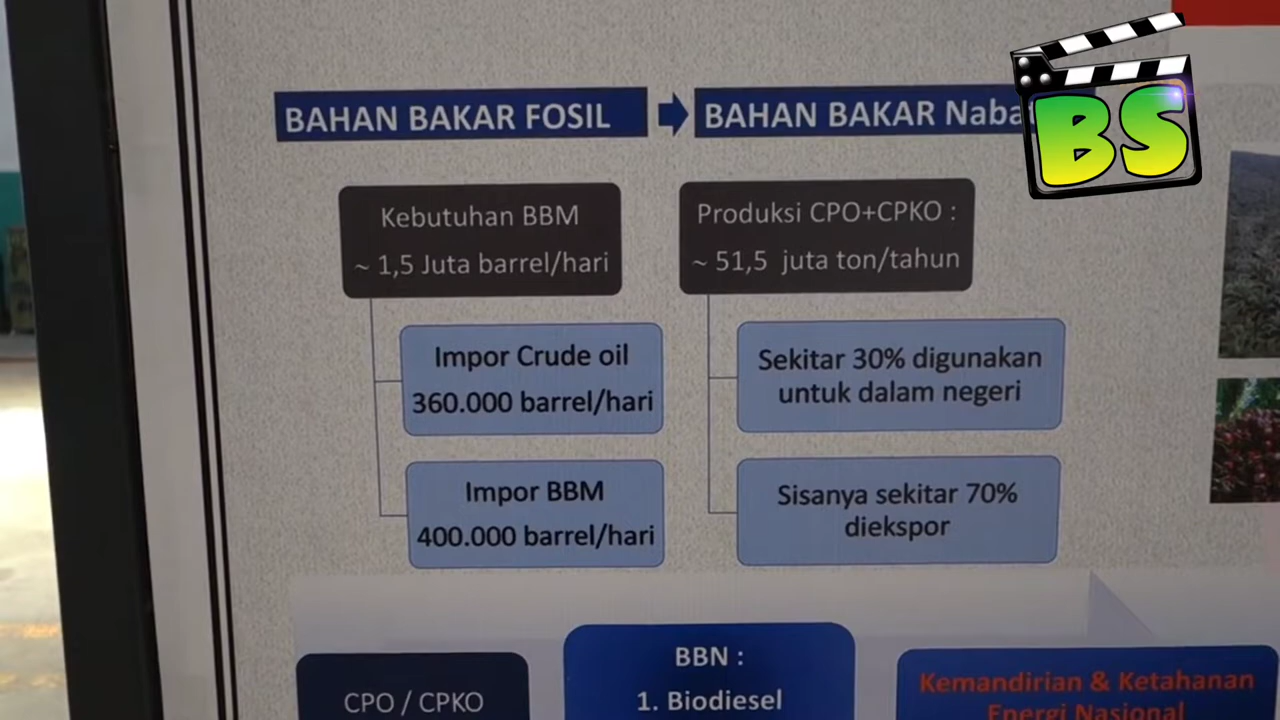 BAHAN BAKAR FOSIL
BAHAN BAKAR Naba
BS
Kebutuhan BBM
~ 1,5 Juta barrel/hari
Impor Crude oil
360.000 barrel/hari
Impor BBM
400.000 barrel/hari
Produksi CPO+CPKO :
~ 51,5 juta ton/tahun
Sekitar 30% digunakan
untuk dalam negeri
Sisanya sekitar 70%
diekspor
CPO / CPKO
BBN :
1. Biodiesel
Kemandirian & Ketahanan
Energi Nasional